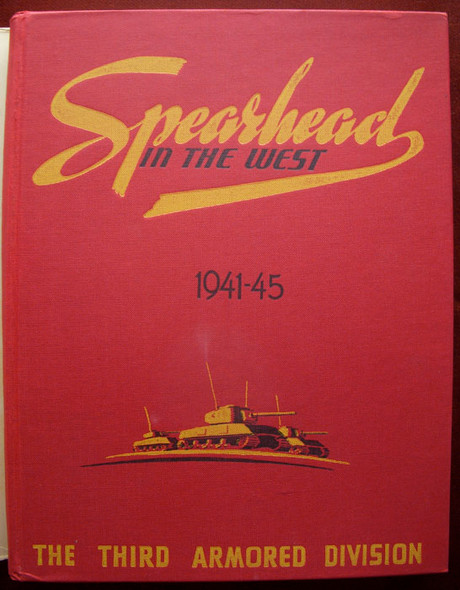 Spearhead
IN THE WEST
1941-45
THE THIRD ARMORED DIVISION